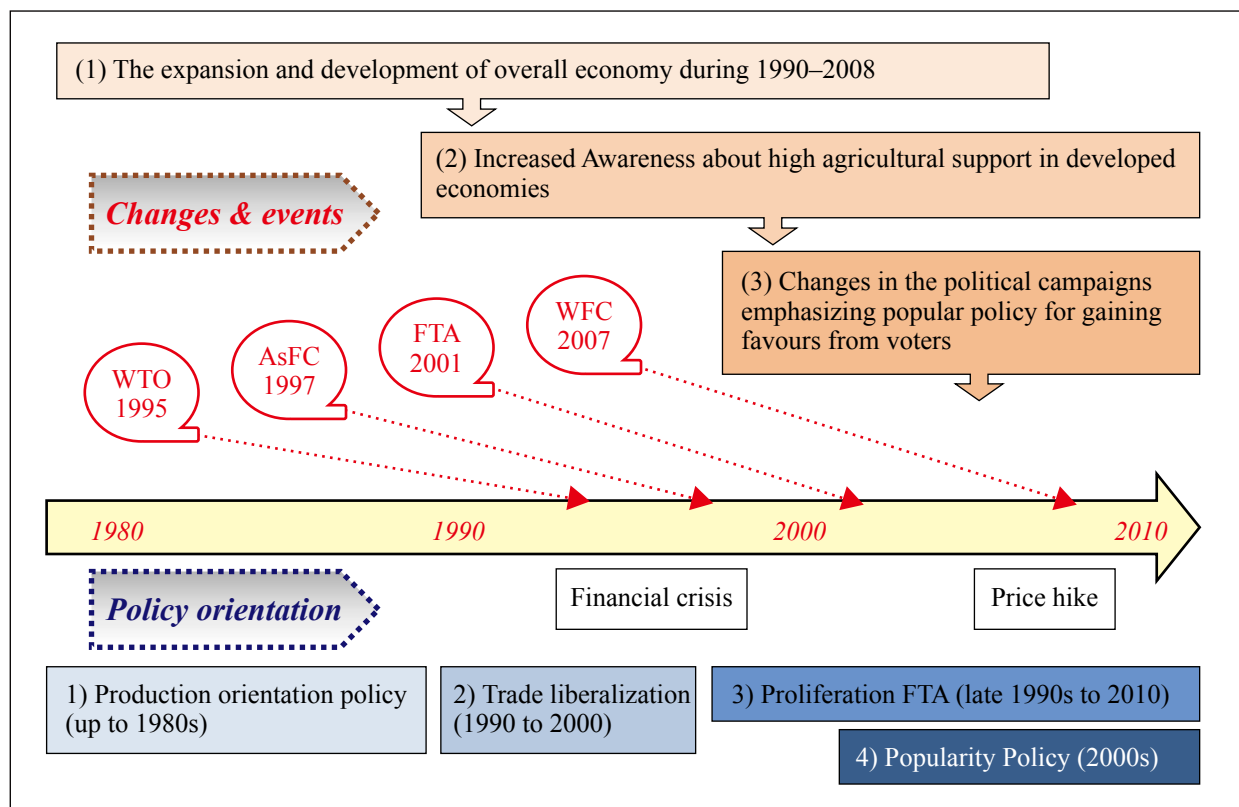 (1) The expansion and development of overall economy during 1990–2008
(2) Increased Awareness about high agricultural support in developed
economies
Changes & events
(3) Changes in the political campaigns
emphasizing popular policy for gaining
favours from voters
WTO
1995
AsFC
1997
FTA
2001
WFC
2007
1980
1990
2000
2010
Policy orientation
Financial crisis
Price hike
1) Production orientation policy
(up to 1980s)
2) Trade liberalization
(1990 to 2000)
3) Proliferation FTA (late 1990s to 2010)
4) Popularity Policy (2000s)